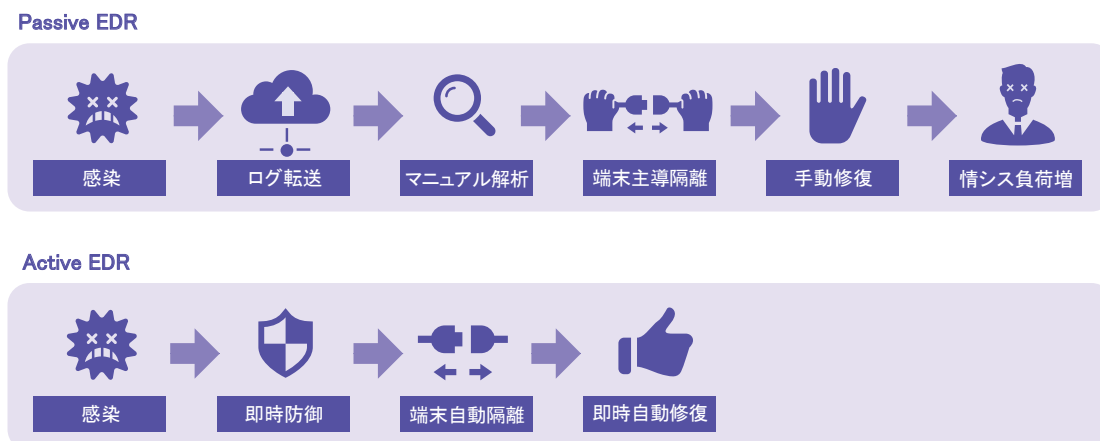 Passive EDR
感染
ログ転送
マニュアル解析
端末主導隔離
手動修復
情シス負荷増
Active EDR
感染
即時防御
端末自動隔離
即時自動修復